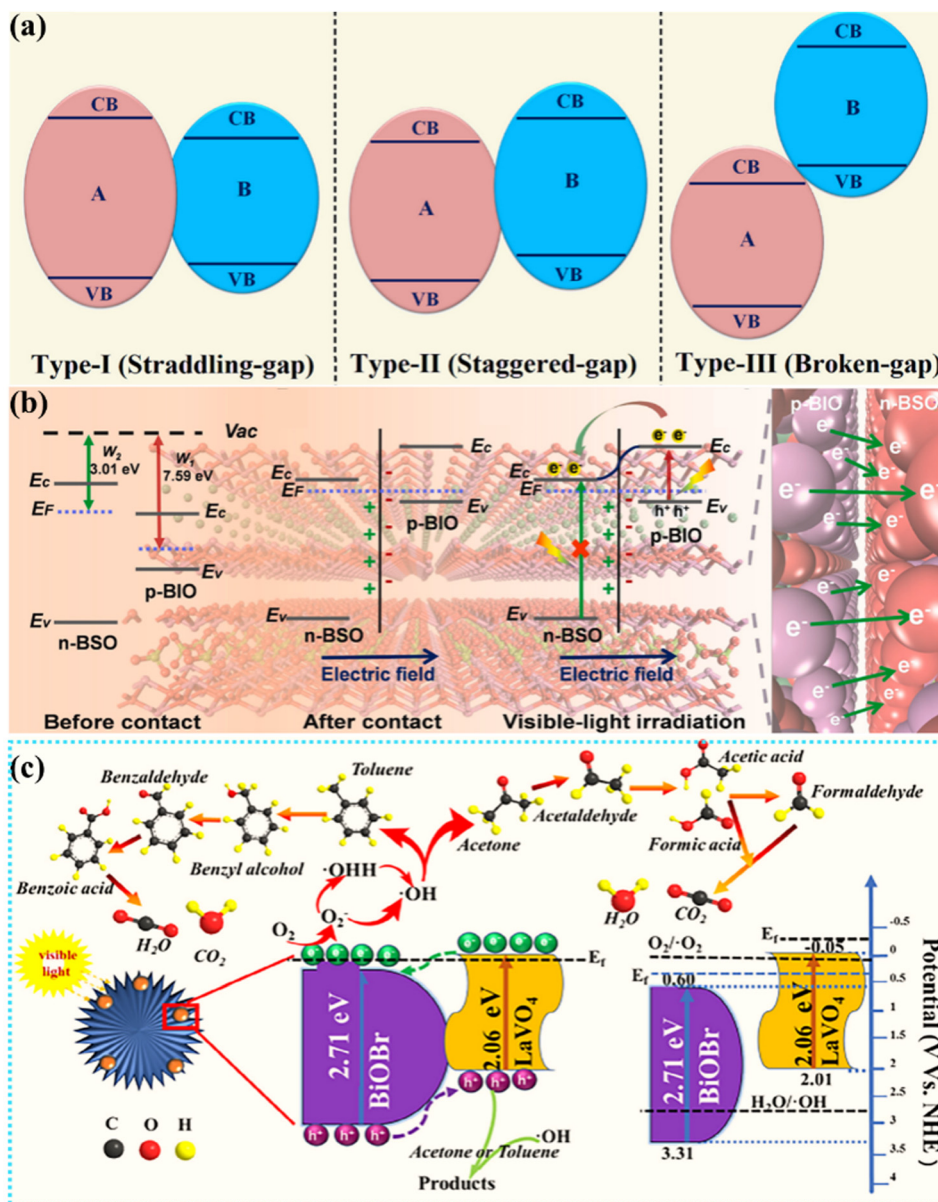 (a)
CB
A
VB
CB
B
VB
Type-I (Straddling-gap)
CB
A
VB
CB
B
VB
Type-II (Staggered-gap)
CB
B
VB
CB
A
VB
Type-III (Broken-gap)
(b)
Vac
W2
3.01 eV
W1
7.59 eV
Ec
EF
Ec
p-BIO
Ev
Ev
n-BSO
Before contact
Ec
EF
Ec
Ev
p-BIO
- - - -
+ + + +
Ev
n-BSO
Electric field
After contact
e- e-
e- e-
Ec
Ec
EF
Ev
h+ h+
p-BIO
- - - -
+ + + +
Ev
n-BSO
Electric field
Visible-light irradiation
p-BIO
n-BSO
e-
e-
e-
e-
e-
e-
e-
e-
e-
e-
(c)
Benzaldehyde
Toluene
Benzyl alcohol
Benzoic acid
H2O
CO2
Acetone
Acetaldehyde
Acetic acid
Formic acid
Formaldehyde
H2O
CO2
·OHH
·OH
O2
O2-
visible
light
C O H
e- e- e- e-
e- e- e- e-
Ef
2.71 eV
BiOBr
2.06 eV
LaVO4
h+ h+ h+
h+ h+ h+
Acetone or Toluene
·OH
Products
O2/·O2
Ef
-0.05
Ef
0.60
2.71 eV
BiOBr
2.06 eV
LaVO4
2.01
H2O/·OH
3.31
-0.5
0
0.5
1
1.5
2
2.5
3
3.5
4
Potential (V Vs. NHE )